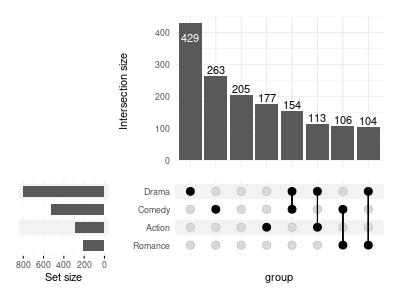 400
300
200
100
0
Intersection size
429
263
205
177
154
113
106
104
Drama
Comedy
Action
Romance
800 600 400 200 0
Set size
group